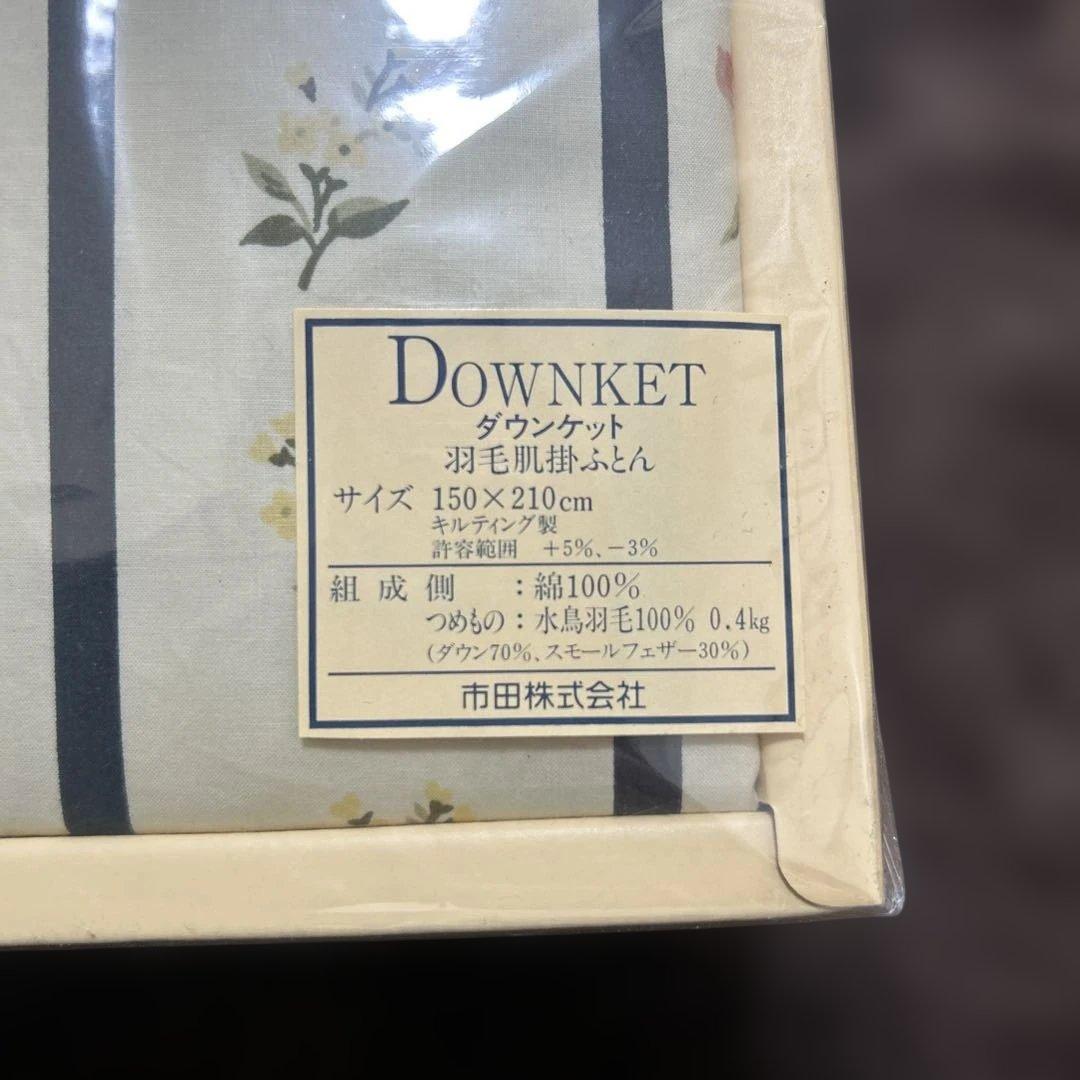 DOWNKET
ダウンケット
羽毛肌掛ふとん
サイズ 150×210cm
キルティング製
許容範囲 +5%、-3%
組成 側 : 綿100%
つめもの : 水鳥羽毛100% 0.4kg
(ダウン70%、スモールフェザー30%)
市田株式会社